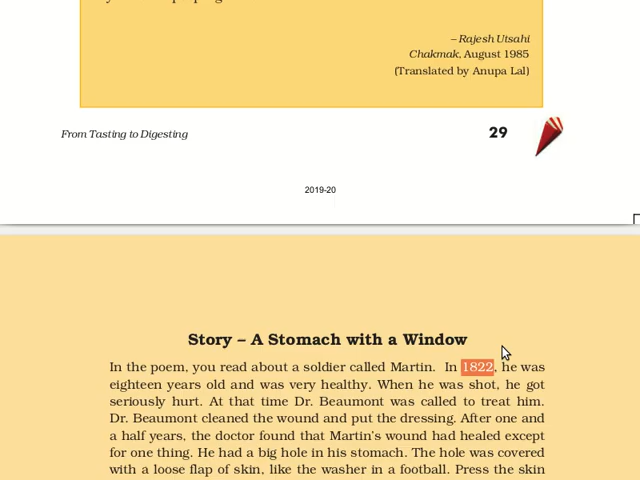 – Rajesh Utsahi
Chakmak, August 1985
(Translated by Anupa Lal)
From Tasting to Digesting 29
2019-20
Story – A Stomach with a Window
In the poem, you read about a soldier called Martin. In 1822, he was
eighteen years old and was very healthy. When he was shot, he got
seriously hurt. At that time Dr. Beaumont was called to treat him.
Dr. Beaumont cleaned the wound and put the dressing. After one and
a half years, the doctor found that Martin's wound had healed except
for one thing. He had a big hole in his stomach. The hole was covered
with a loose flap of skin, like the washer in a football. Press the skin